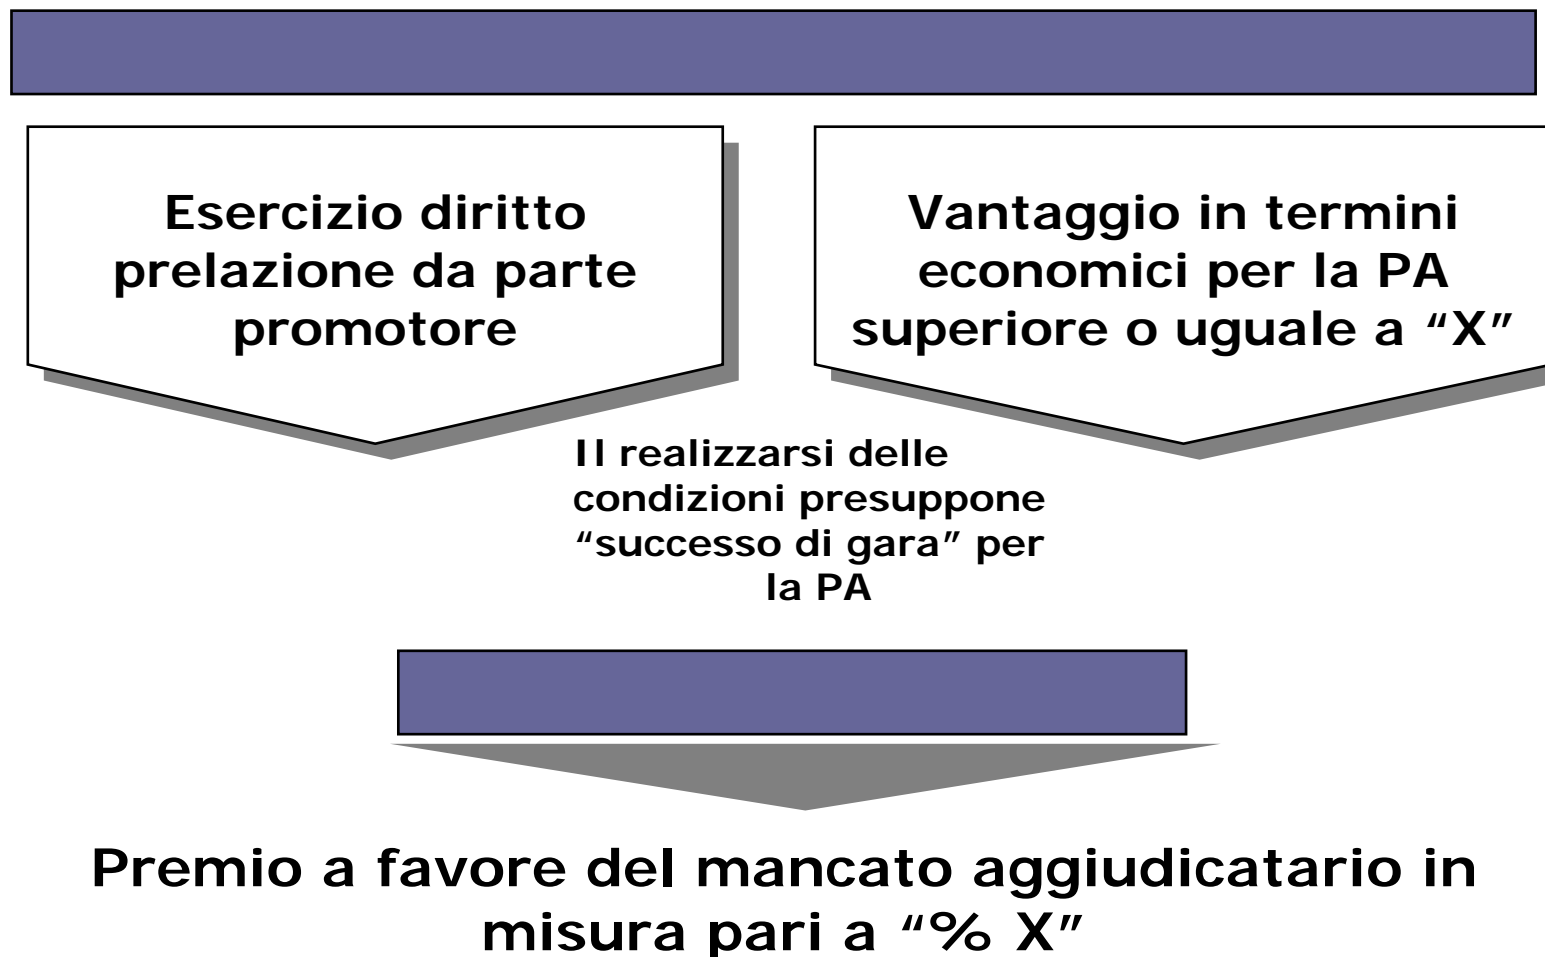 Esercizio diritto
prelazione da parte
promotore
Vantaggio in termini
economici per la PA
superiore o uguale a “X”
Il realizzarsi delle
condizioni presuppone
“successo di gara” per
la PA
Premio a favore del mancato aggiudicatario in
misura pari a “% X”